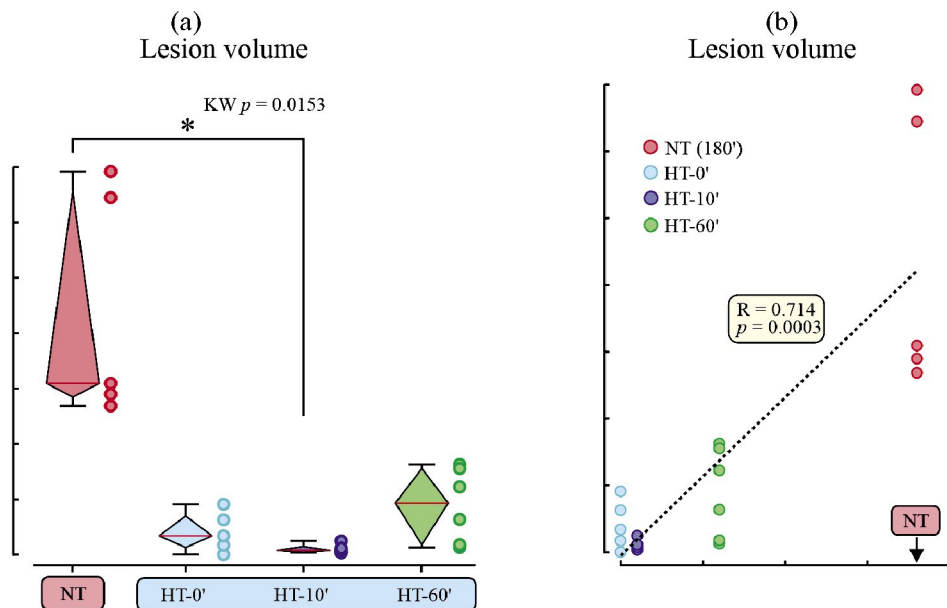 (a)
Lesion volume
KW p = 0.0153
*
NT
HT-0'
HT-10'
HT-60'
(b)
Lesion volume
NT (180')
HT-0'
HT-10'
HT-60'
R = 0.714
p = 0.0003
NT